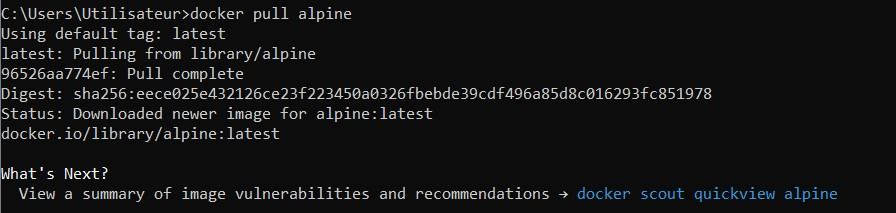 C:\Users\Utilisateur>docker pull alpine
Using default tag: latest
latest: Pulling from library/alpine
96526aa774ef: Pull complete
Digest: sha256:eece025e432126ce23f223450a0326fbebde39cdf496a85d8c016293fc851978
Status: Downloaded newer image for alpine:latest
docker.io/library/alpine:latest
What's Next?
View a summary of image vulnerabilities and recommendations → docker scout quickview alpine